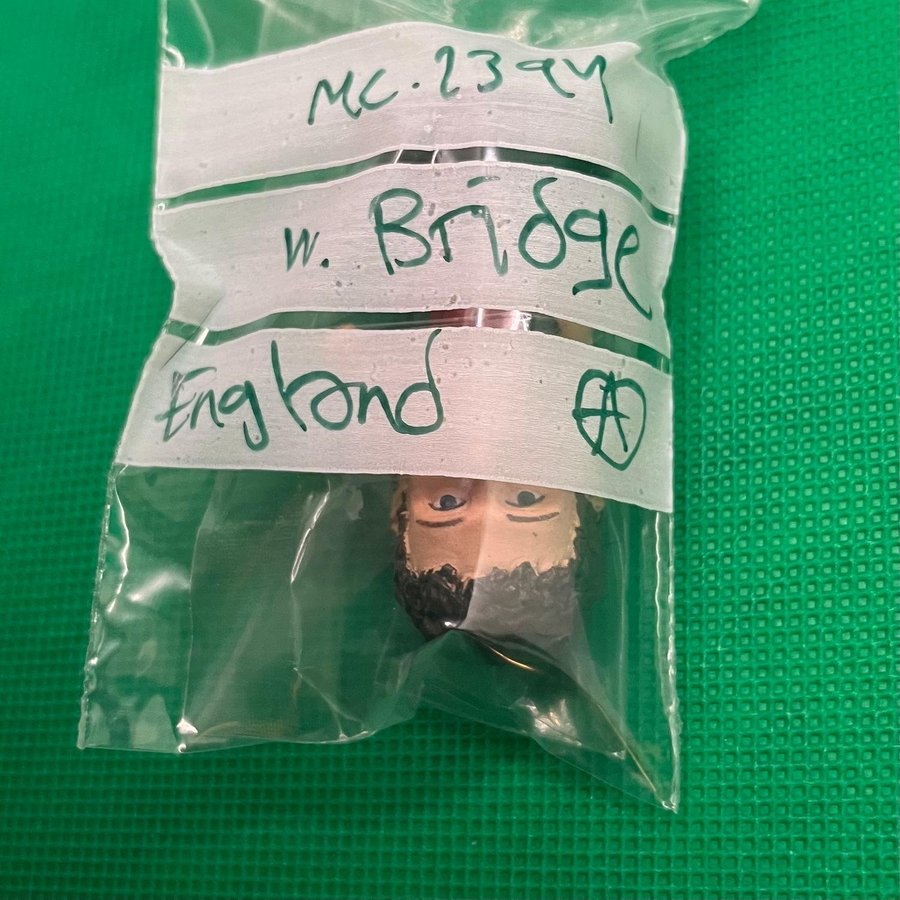 MC.2394
W. Bridge
England A